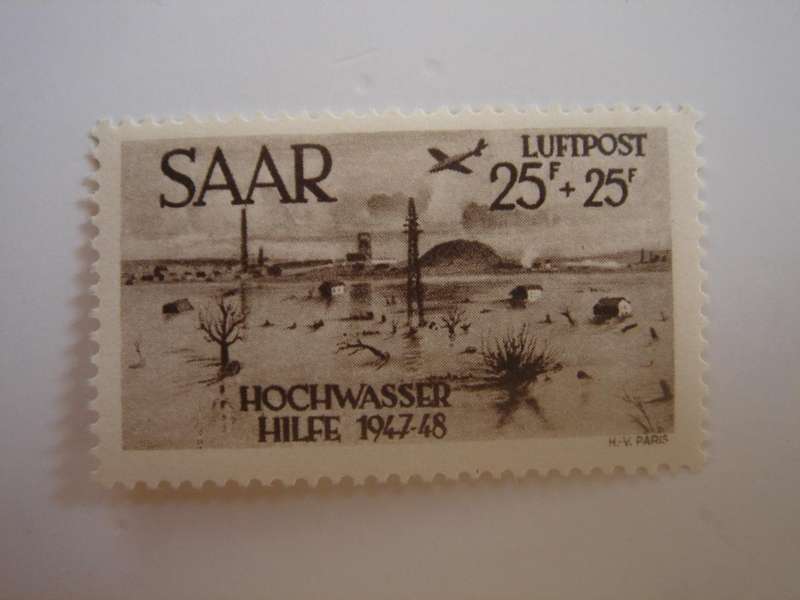 SAAR
LUFTPOST
25F + 25F
HOCHWASSER
HILFE 1947-48
H.-V. PARIS